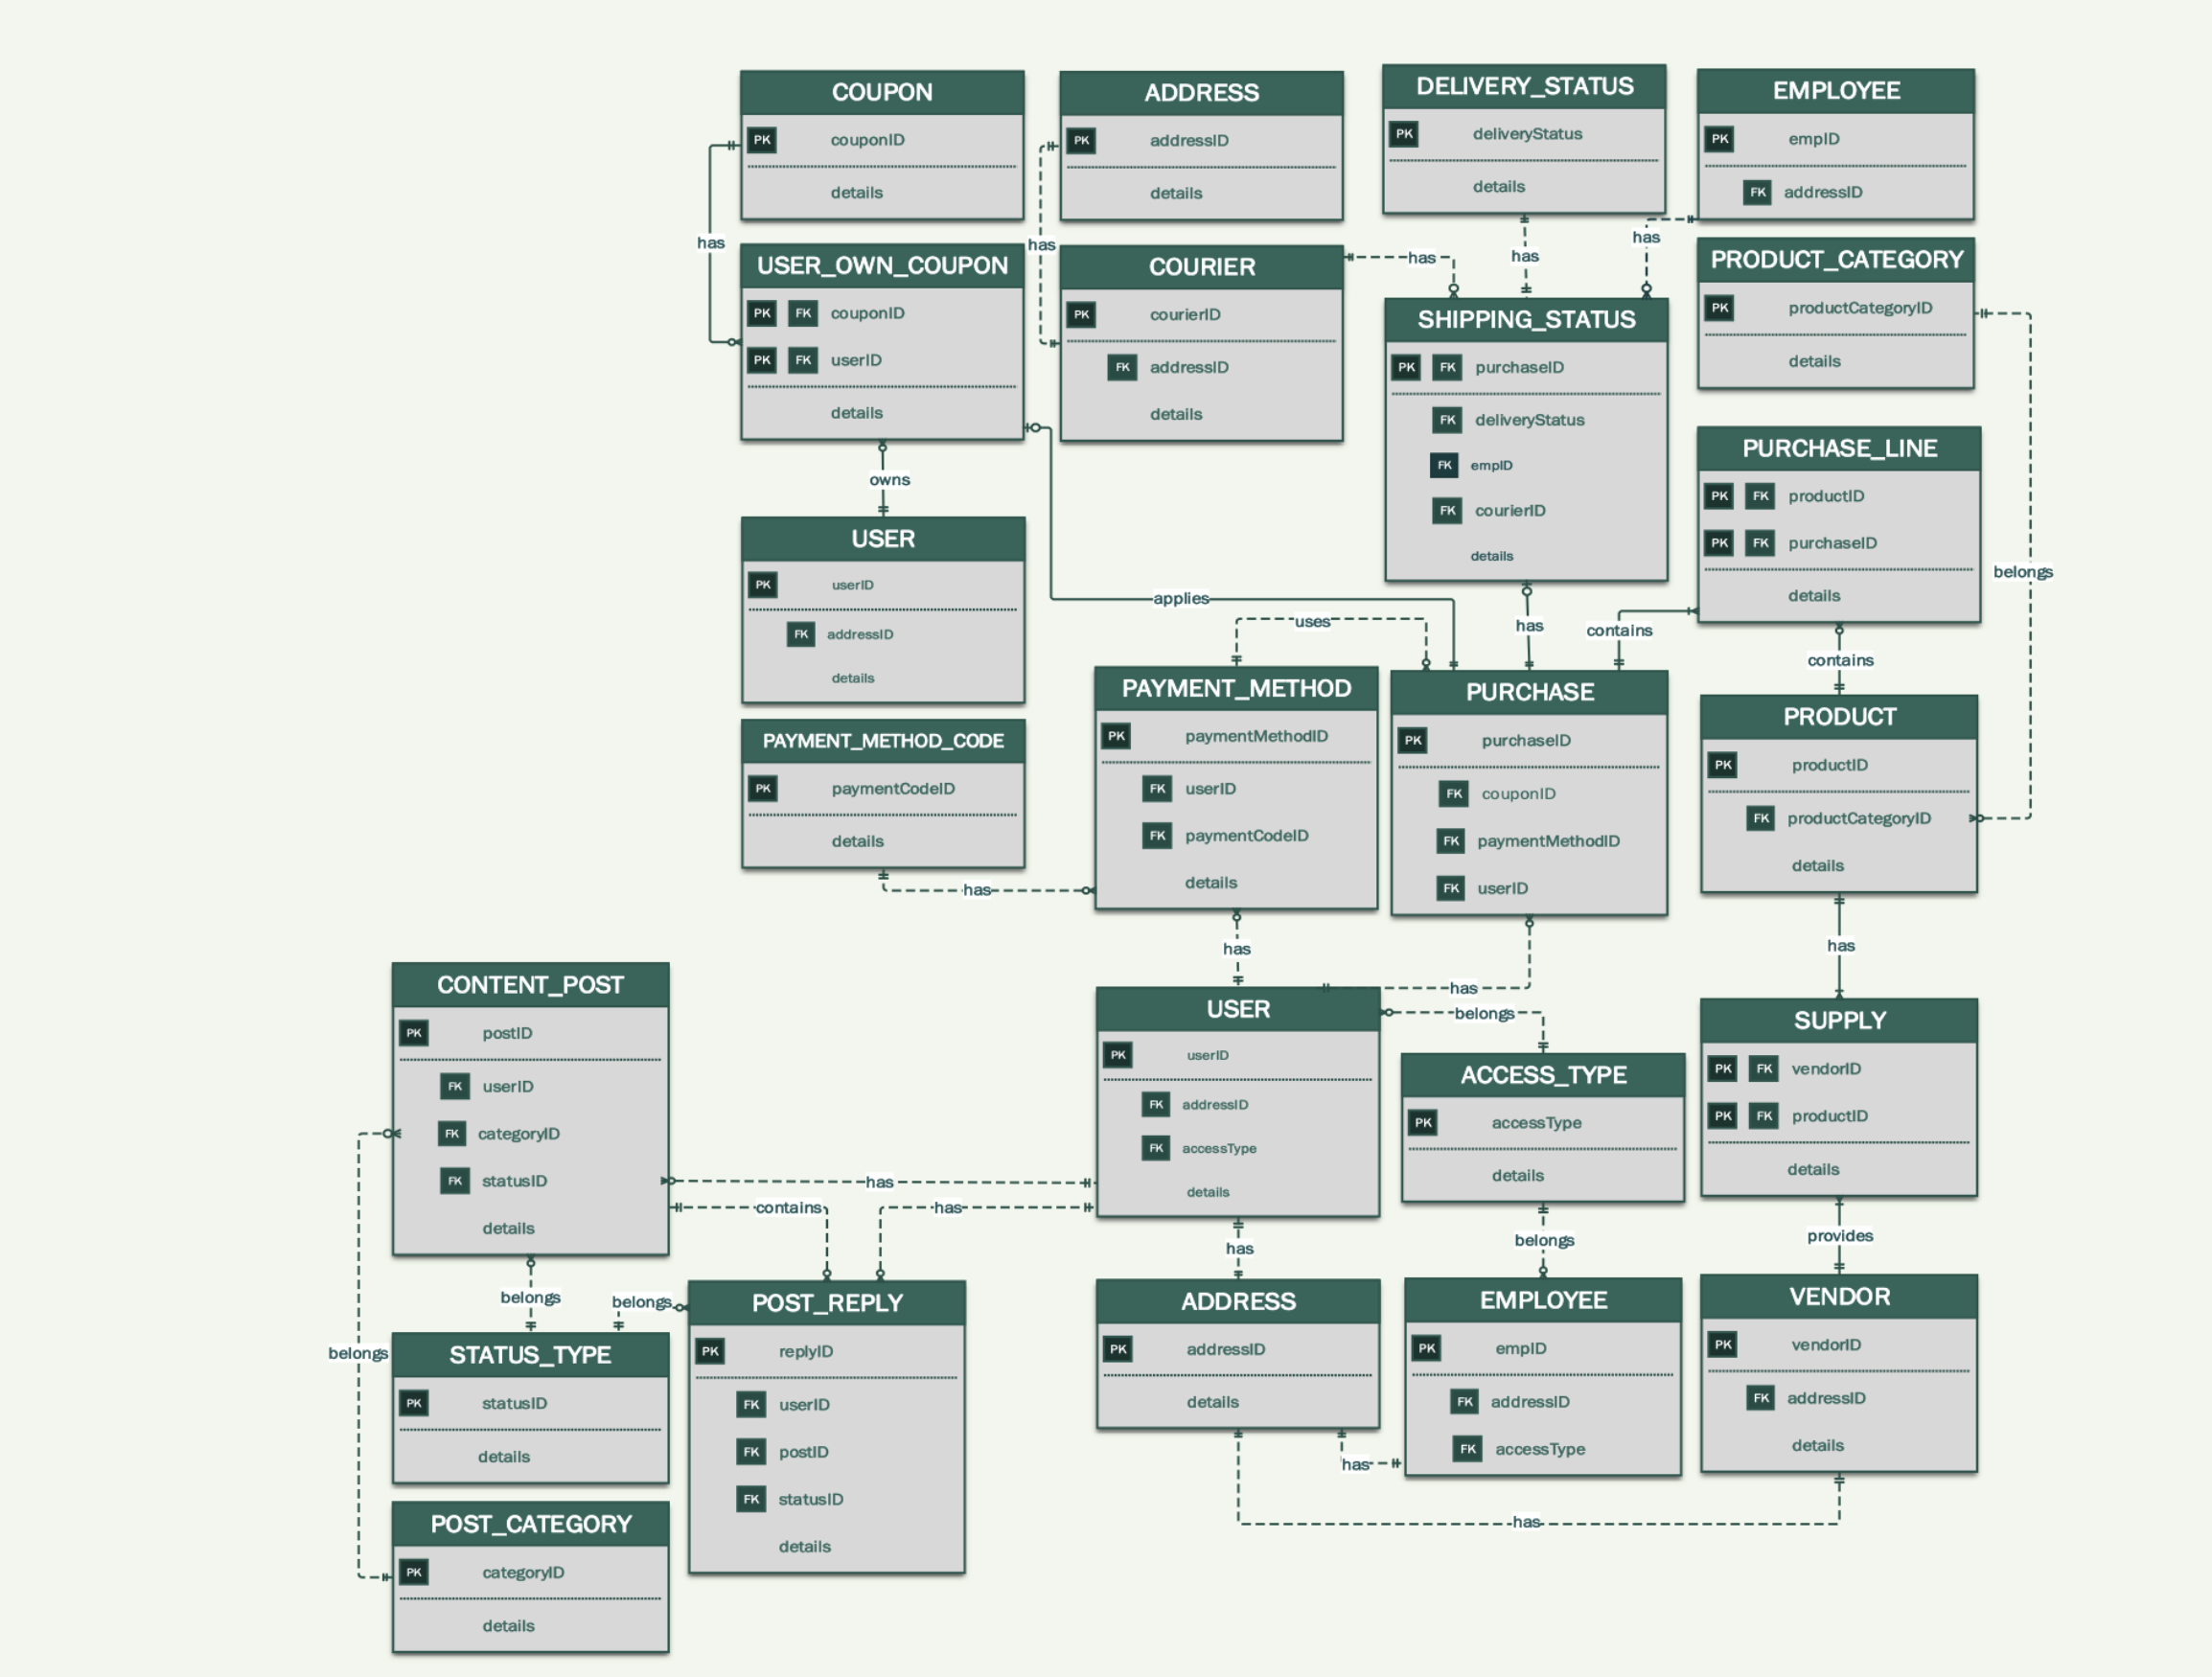 COUPON
PK couponID
details
ADDRESS
PK addressID
details
DELIVERY_STATUS
PK deliveryStatus
details
EMPLOYEE
PK empID
FK addressID
has
has
has
has
has
USER_OWN_COUPON
PK FK couponID
PK FK userID
details
COURIER
PK courierID
FK addressID
details
SHIPPING_STATUS
PK FK purchaseID
FK deliveryStatus
FK empID
FK courierID
details
PRODUCT_CATEGORY
PK productCategoryID
details
PURCHASE_LINE
PK FK productID
PK FK purchaseID
details
belongs
owns
USER
PK userID
FK addressID
details
applies
uses
has
contains
contains
PAYMENT_METHOD_CODE
PK paymentCodeID
details
PAYMENT_METHOD
PK paymentMethodID
FK userID
FK paymentCodeID
details
PURCHASE
PK purchaseID
FK couponID
FK paymentMethodID
FK userID
PRODUCT
PK productID
FK productCategoryID
details
has
has
has
has
belongs
CONTENT_POST
PK postID
FK userID
FK categoryID
FK statusID
details
USER
PK userID
FK addressID
FK accessType
details
ACCESS_TYPE
PK accessType
details
SUPPLY
PK FK vendorID
PK FK productID
details
has
contains
has
has
belongs
provides
belongs
belongs
belongs
STATUS_TYPE
PK statusID
details
POST_REPLY
PK replyID
FK userID
FK postID
FK statusID
details
ADDRESS
PK addressID
details
EMPLOYEE
PK empID
FK addressID
FK accessType
VENDOR
PK vendorID
FK addressID
details
has
has
POST_CATEGORY
PK categoryID
details